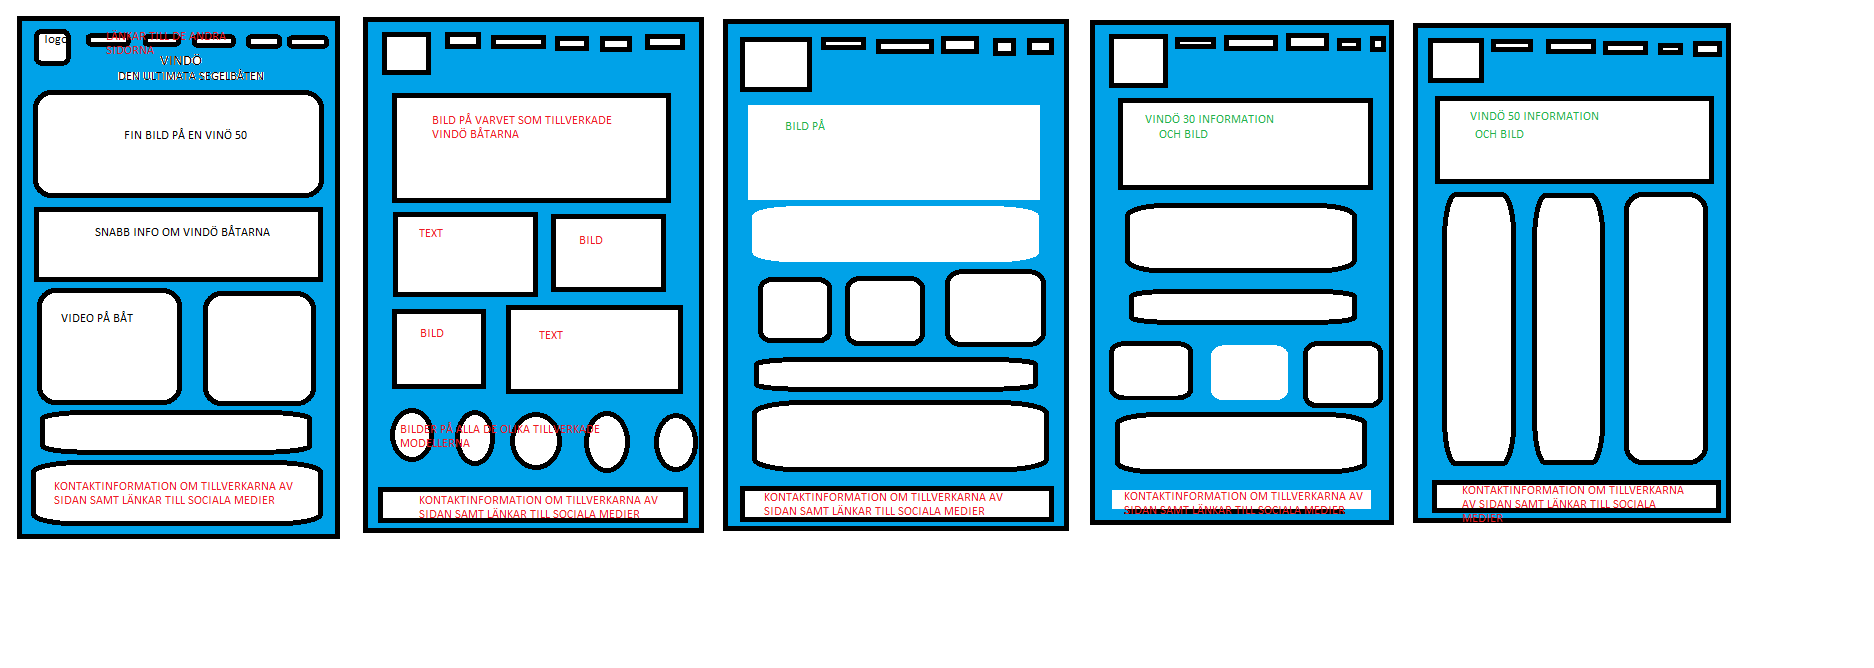 logo
LÄNKAR TILL DE ANDRA
SIDORNA
VINDÖ
DEN ULTIMATA SEGELBÅTEN
FIN BILD PÅ EN VINÖ 50
SNABB INFO OM VINDÖ BÅTARNA
VIDEO PÅ BÅT
KONTAKTINFORMATION OM TILLVERKARNA AV
SIDAN SAMT LÄNKAR TILL SOCIALA MEDIER
BILD PÅ VARVET SOM TILLVERKADE
VINDÖ BÅTARNA
TEXT
BILD
BILD
TEXT
BILDER PÅ ALLA DE OLIKA TILLVERKADE
MODELLERNA
KONTAKTINFORMATION OM TILLVERKARNA AV
SIDAN SAMT LÄNKAR TILL SOCIALA MEDIER
BILD PÅ
KONTAKTINFORMATION OM TILLVERKARNA AV
SIDAN SAMT LÄNKAR TILL SOCIALA MEDIER
VINDÖ 30 INFORMATION
OCH BILD
KONTAKTINFORMATION OM TILLVERKARNA AV
SIDAN SAMT LÄNKAR TILL SOCIALA MEDIER
VINDÖ 50 INFORMATION
OCH BILD
KONTAKTINFORMATION OM TILLVERKARNA
AV SIDAN SAMT LÄNKAR TILL SOCIALA
MEDIER